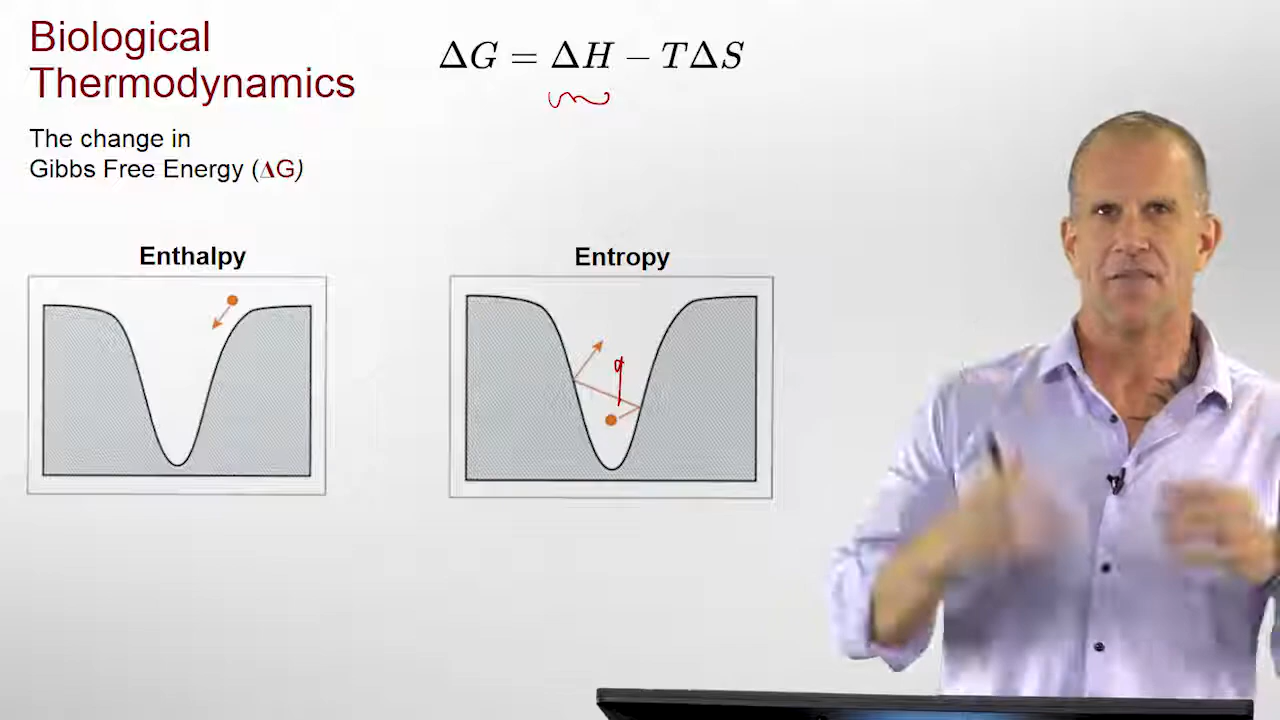 Biological
Thermodynamics
ΔG = ΔH − TΔS
The change in
Gibbs Free Energy (ΔG)
Enthalpy
Entropy